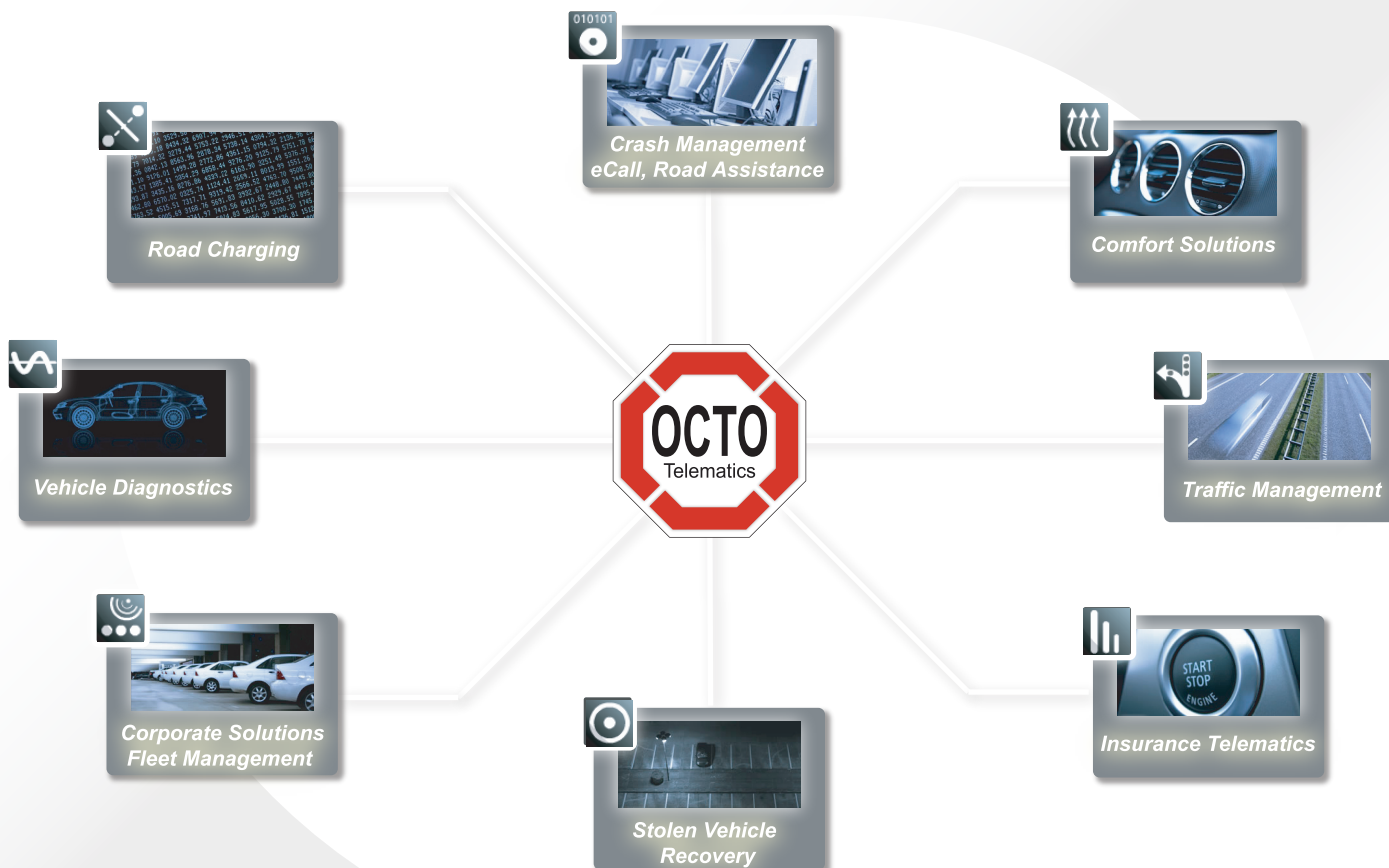 010101
Crash Management
eCall, Road Assistance
Road Charging
Comfort Solutions
OCTO
Telematics
Vehicle Diagnostics
Traffic Management
Corporate Solutions
Fleet Management
START
STOP
ENGINE
Insurance Telematics
Stolen Vehicle
Recovery